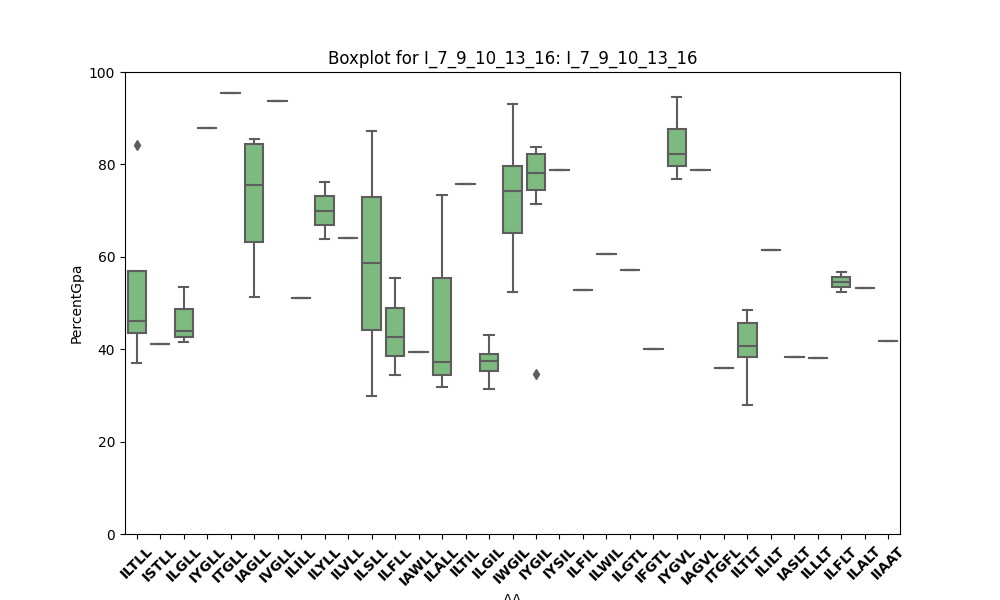 Boxplot for I_7_9_10_13_16: I_7_9_10_13_16
100
80
60
40
20
0
PercentGpa
ILTLL ISTLL ILGLL IYGLL ITGLL IAGLL IVGLL ILILL ILYLL ILVLL ILSLL ILFLL IAWLL ILALL ILTIL ILGIL IWGIL IYGIL IYSIL ILFIL ILWIL ILGTL IFGTL IYGVL IAGVL ITGFL ILTLT ILILT IASLT ILLLT ILFLT ILALT IIAAT
AA